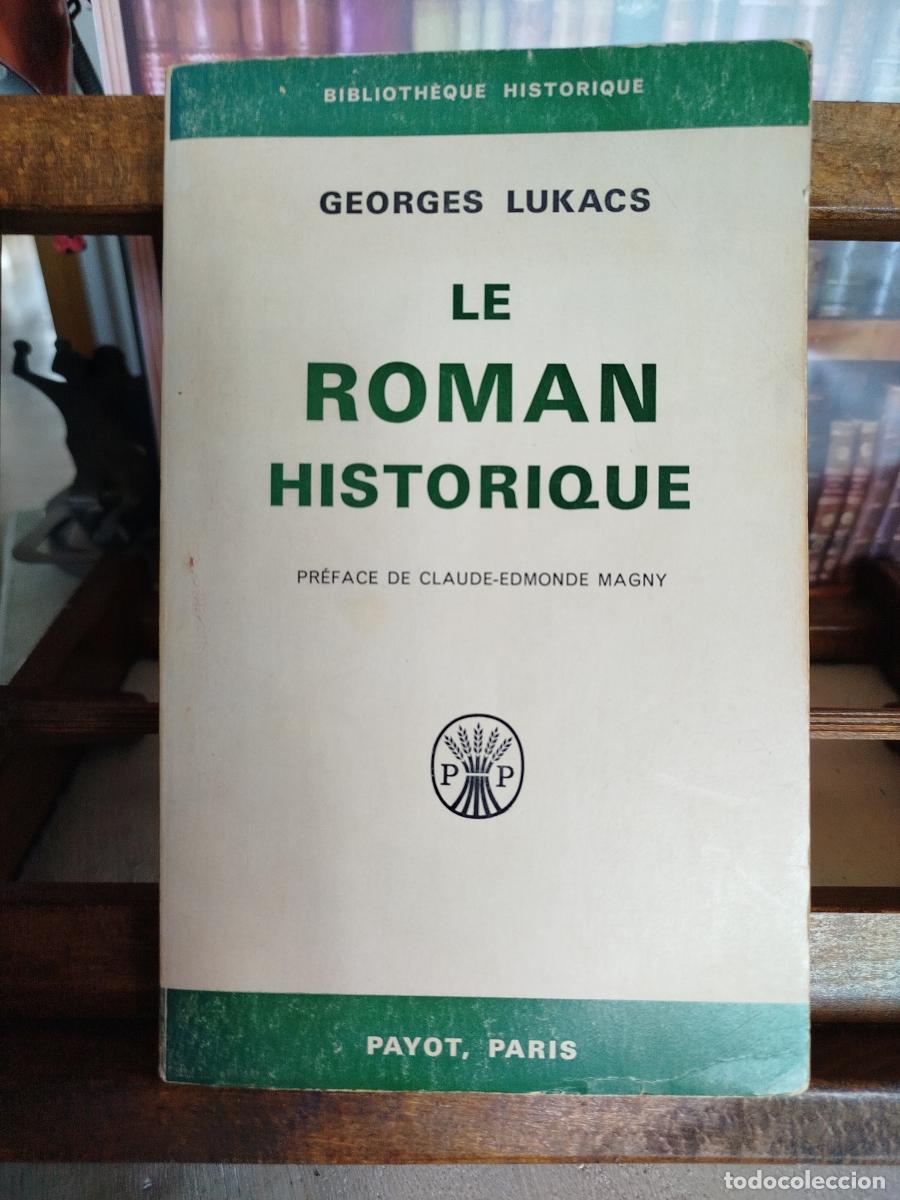 BIBLIOTHÈQUE HISTORIQUE
GEORGES LUKACS
LE
ROMAN
HISTORIQUE
PRÉFACE DE CLAUDE-EDMONDE MAGNY
P P
PAYOT, PARIS
todocoleccion